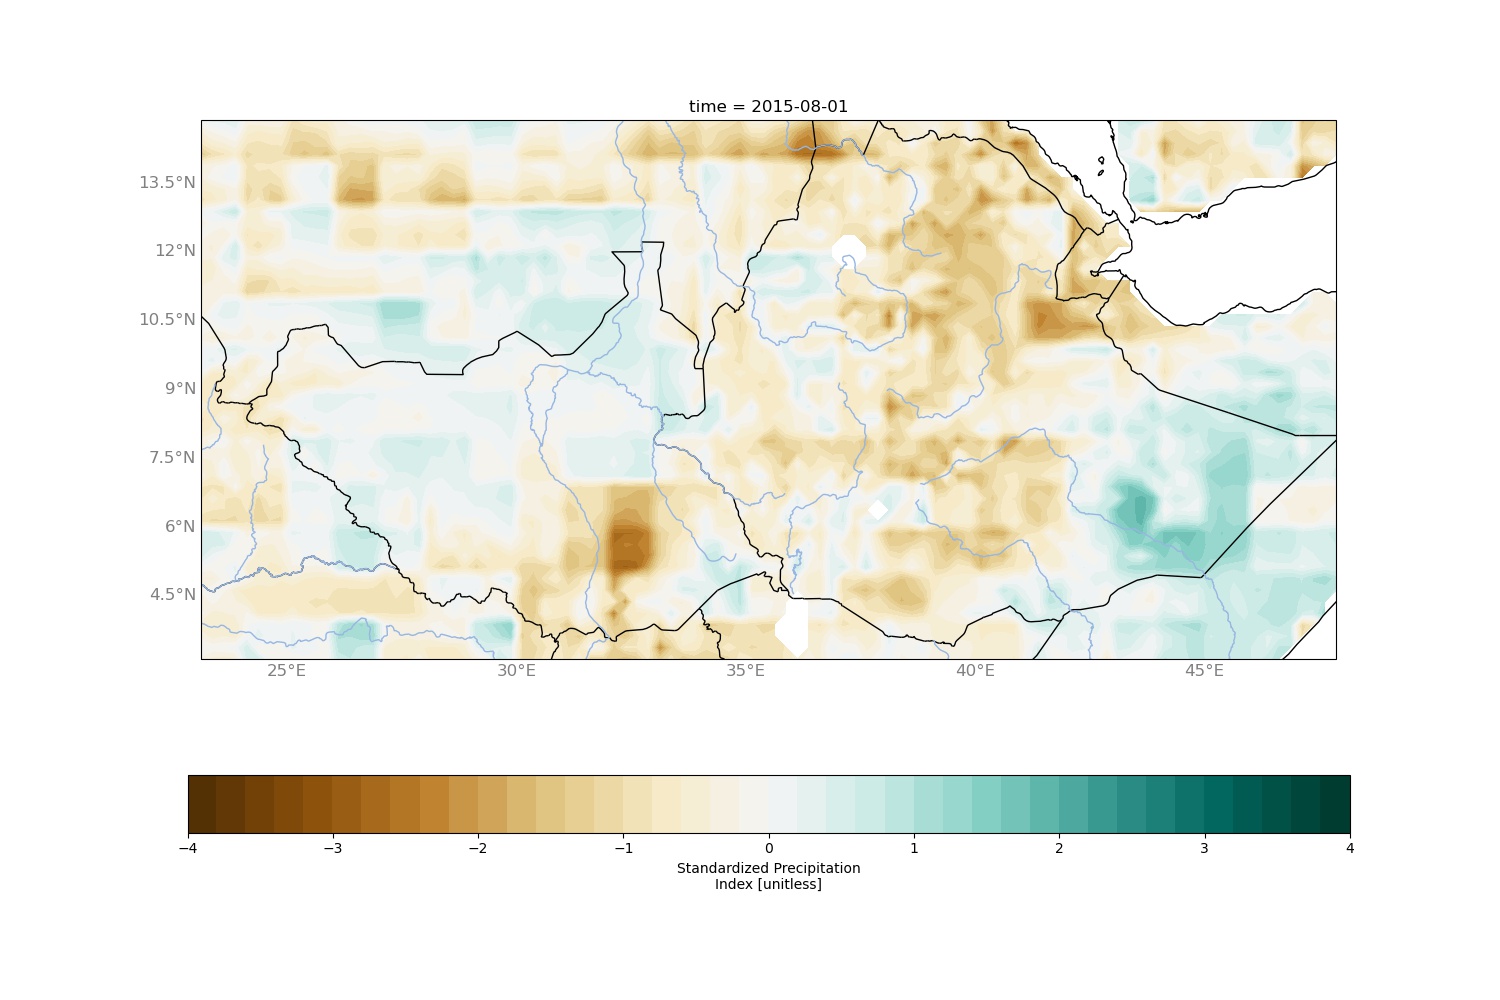 time = 2015-08-01
13.5°N
12°N
10.5°N
9°N
7.5°N
6°N
4.5°N
25°E
30°E
35°E
40°E
45°E
−4
−3
−2
−1
0
1
2
3
4
Standardized Precipitation
Index [unitless]